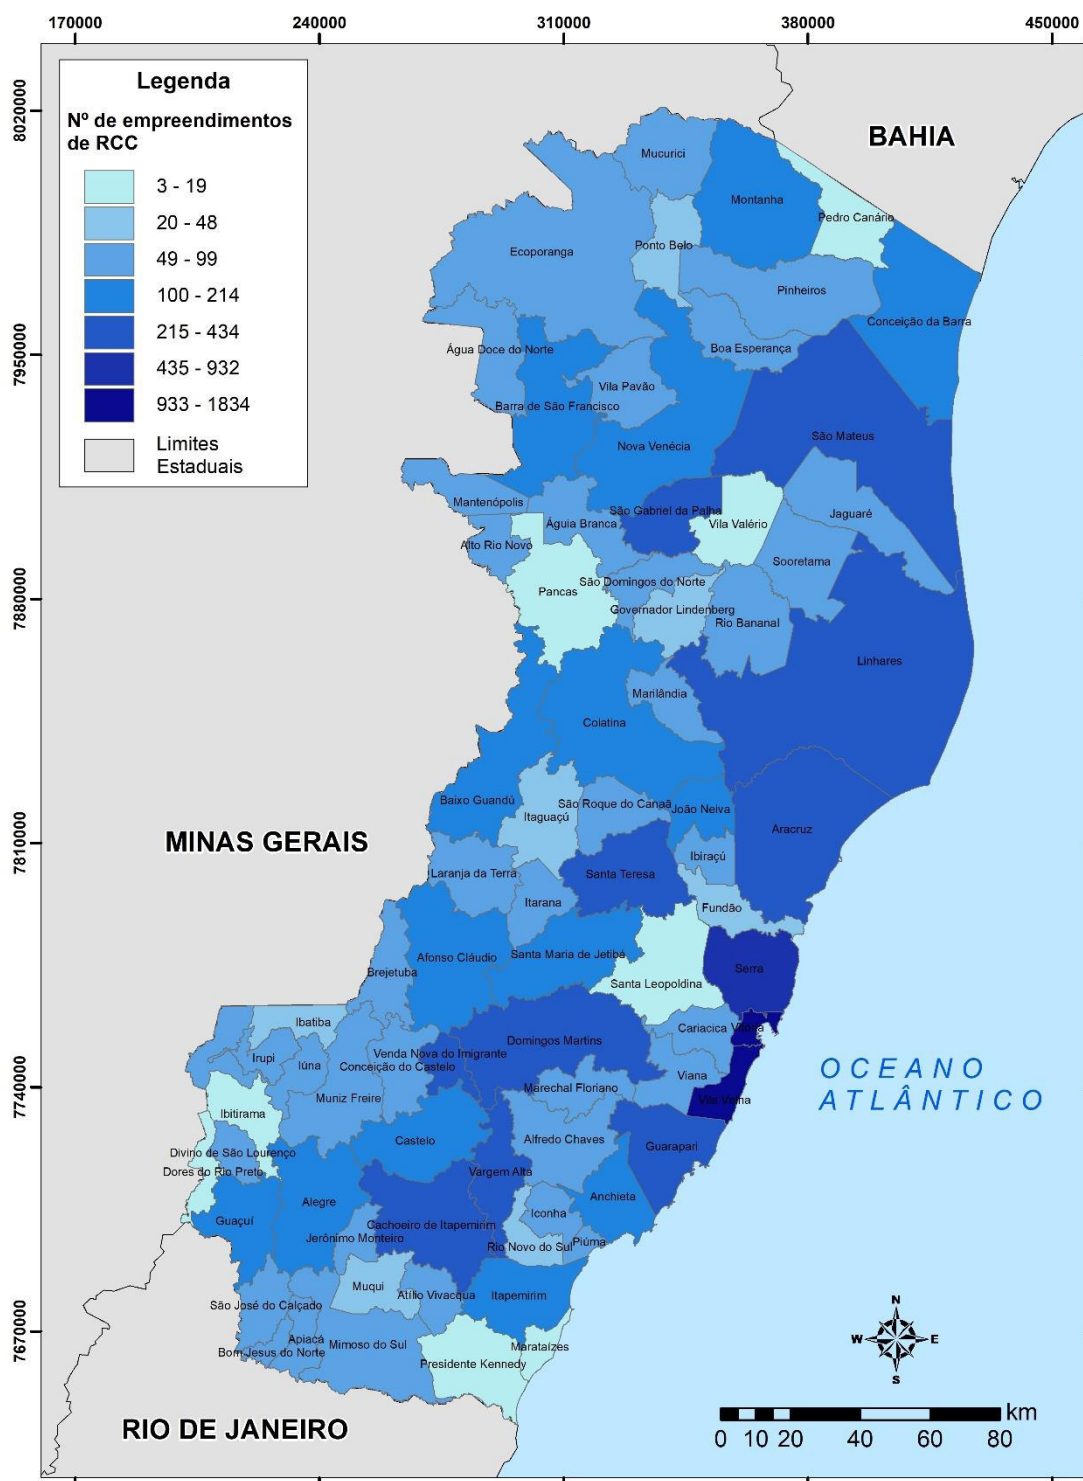 170000 240000 310000 380000 450000
8020000
7950000
7880000
7810000
7740000
7670000
Legenda
Nº de empreendimentos
de RCC
3 - 19
20 - 48
49 - 99
100 - 214
215 - 434
435 - 932
933 - 1834
Limites
Estaduais
BAHIA
MINAS GERAIS
RIO DE JANEIRO
OCEANO
ATLÂNTICO
Mucurici
Montanha
Pedro Canário
Ecoporanga
Ponto Belo
Pinheiros
Conceição da Barra
Água Doce do Norte
Boa Esperança
Vila Pavão
Barra de São Francisco
São Mateus
Nova Venécia
Mantenópolis
São Gabriel da Palha
Jaguaré
Águia Branca
Vila Valério
Alto Rio Novo
Sooretama
São Domingos do Norte
Pancas
Governador Lindenberg
Rio Bananal
Linhares
Marilândia
Colatina
Baixo Guandú
São Roque do Canaã
João Neiva
Itaguaçú
Aracruz
Ibiraçú
Laranja da Terra
Santa Teresa
Itarana
Fundão
Afonso Cláudio
Santa Maria de Jetibá
Brejetuba
Serra
Santa Leopoldina
Ibatiba
Cariacica
Vitória
Domingos Martins
Venda Nova do Imigrante
Irupi
Iúna
Conceição do Castelo
Viana
Marechal Floriano
Muniz Freire
Vila Velha
Ibitirama
Castelo
Alfredo Chaves
Guarapari
Divino de São Lourenço
Dores do Rio Preto
Vargem Alta
Alegre
Anchieta
Guaçuí
Iconha
Cachoeiro de Itapemirim
Jerônimo Monteiro
Rio Novo do Sul
Piúma
Muqui
Atílio Vivacqua
Itapemirim
São José do Calçado
Apiacá
Mimoso do Sul
Bom Jesus do Norte
Marataízes
Presidente Kennedy
N
W
E
S
km
0 10 20 40 60 80